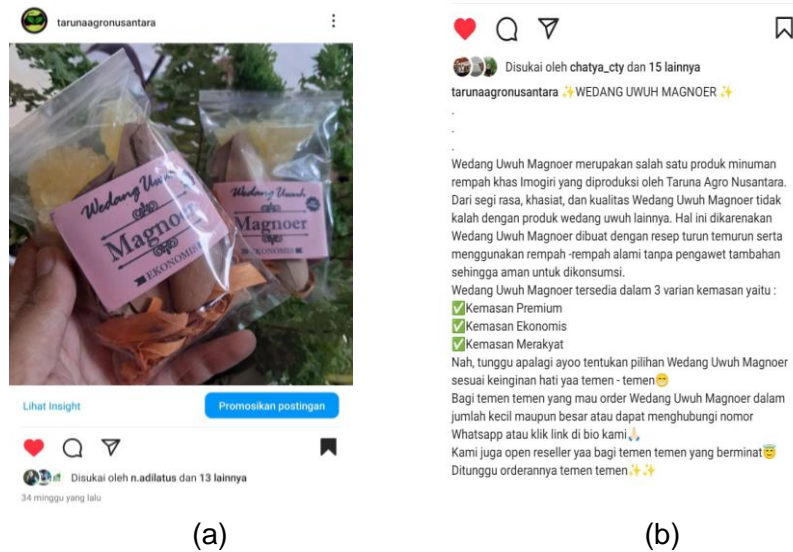 tarunaagronusantara
Wedang Uwuh
Magnoer
EKONOMIS
Wedang Uwuh
Magnoer
EKONOMIS
Lihat Insight
Promosikan postingan
Disukai oleh n.adilatus dan 13 lainnya
34 minggu yang lalu
(a)
Disukai oleh chatya_cty dan 15 lainnya
tarunaagronusantara ✨WEDANG UWUH MAGNOER ✨
.
.
.
Wedang Uwuh Magnoer merupakan salah satu produk minuman
rempah khas Imogiri yang diproduksi oleh Taruna Agro Nusantara.
Dari segi rasa, khasiat, dan kualitas Wedang Uwuh Magnoer tidak
kalah dengan produk wedang uwuh lainnya. Hal ini dikarenakan
Wedang Uwuh Magnoer dibuat dengan resep turun temurun serta
menggunakan rempah -rempah alami tanpa pengawet tambahan
sehingga aman untuk dikonsumsi.
Wedang Uwuh Magnoer tersedia dalam 3 varian kemasan yaitu :
✅Kemasan Premium
✅Kemasan Ekonomis
✅Kemasan Merakyat
Nah, tunggu apalagi ayoo tentukan pilihan Wedang Uwuh Magnoer
sesuai keinginan hati yaa temen - temen😁
Bagi temen temen yang mau order Wedang Uwuh Magnoer dalam
jumlah kecil maupun besar atau dapat menghubungi nomor
Whatsapp atau klik link di bio kami🙏🏻
Kami juga open reseller yaa bagi temen temen yang berminat😇
Ditunggu orderannya temen temen✨✨
(b)